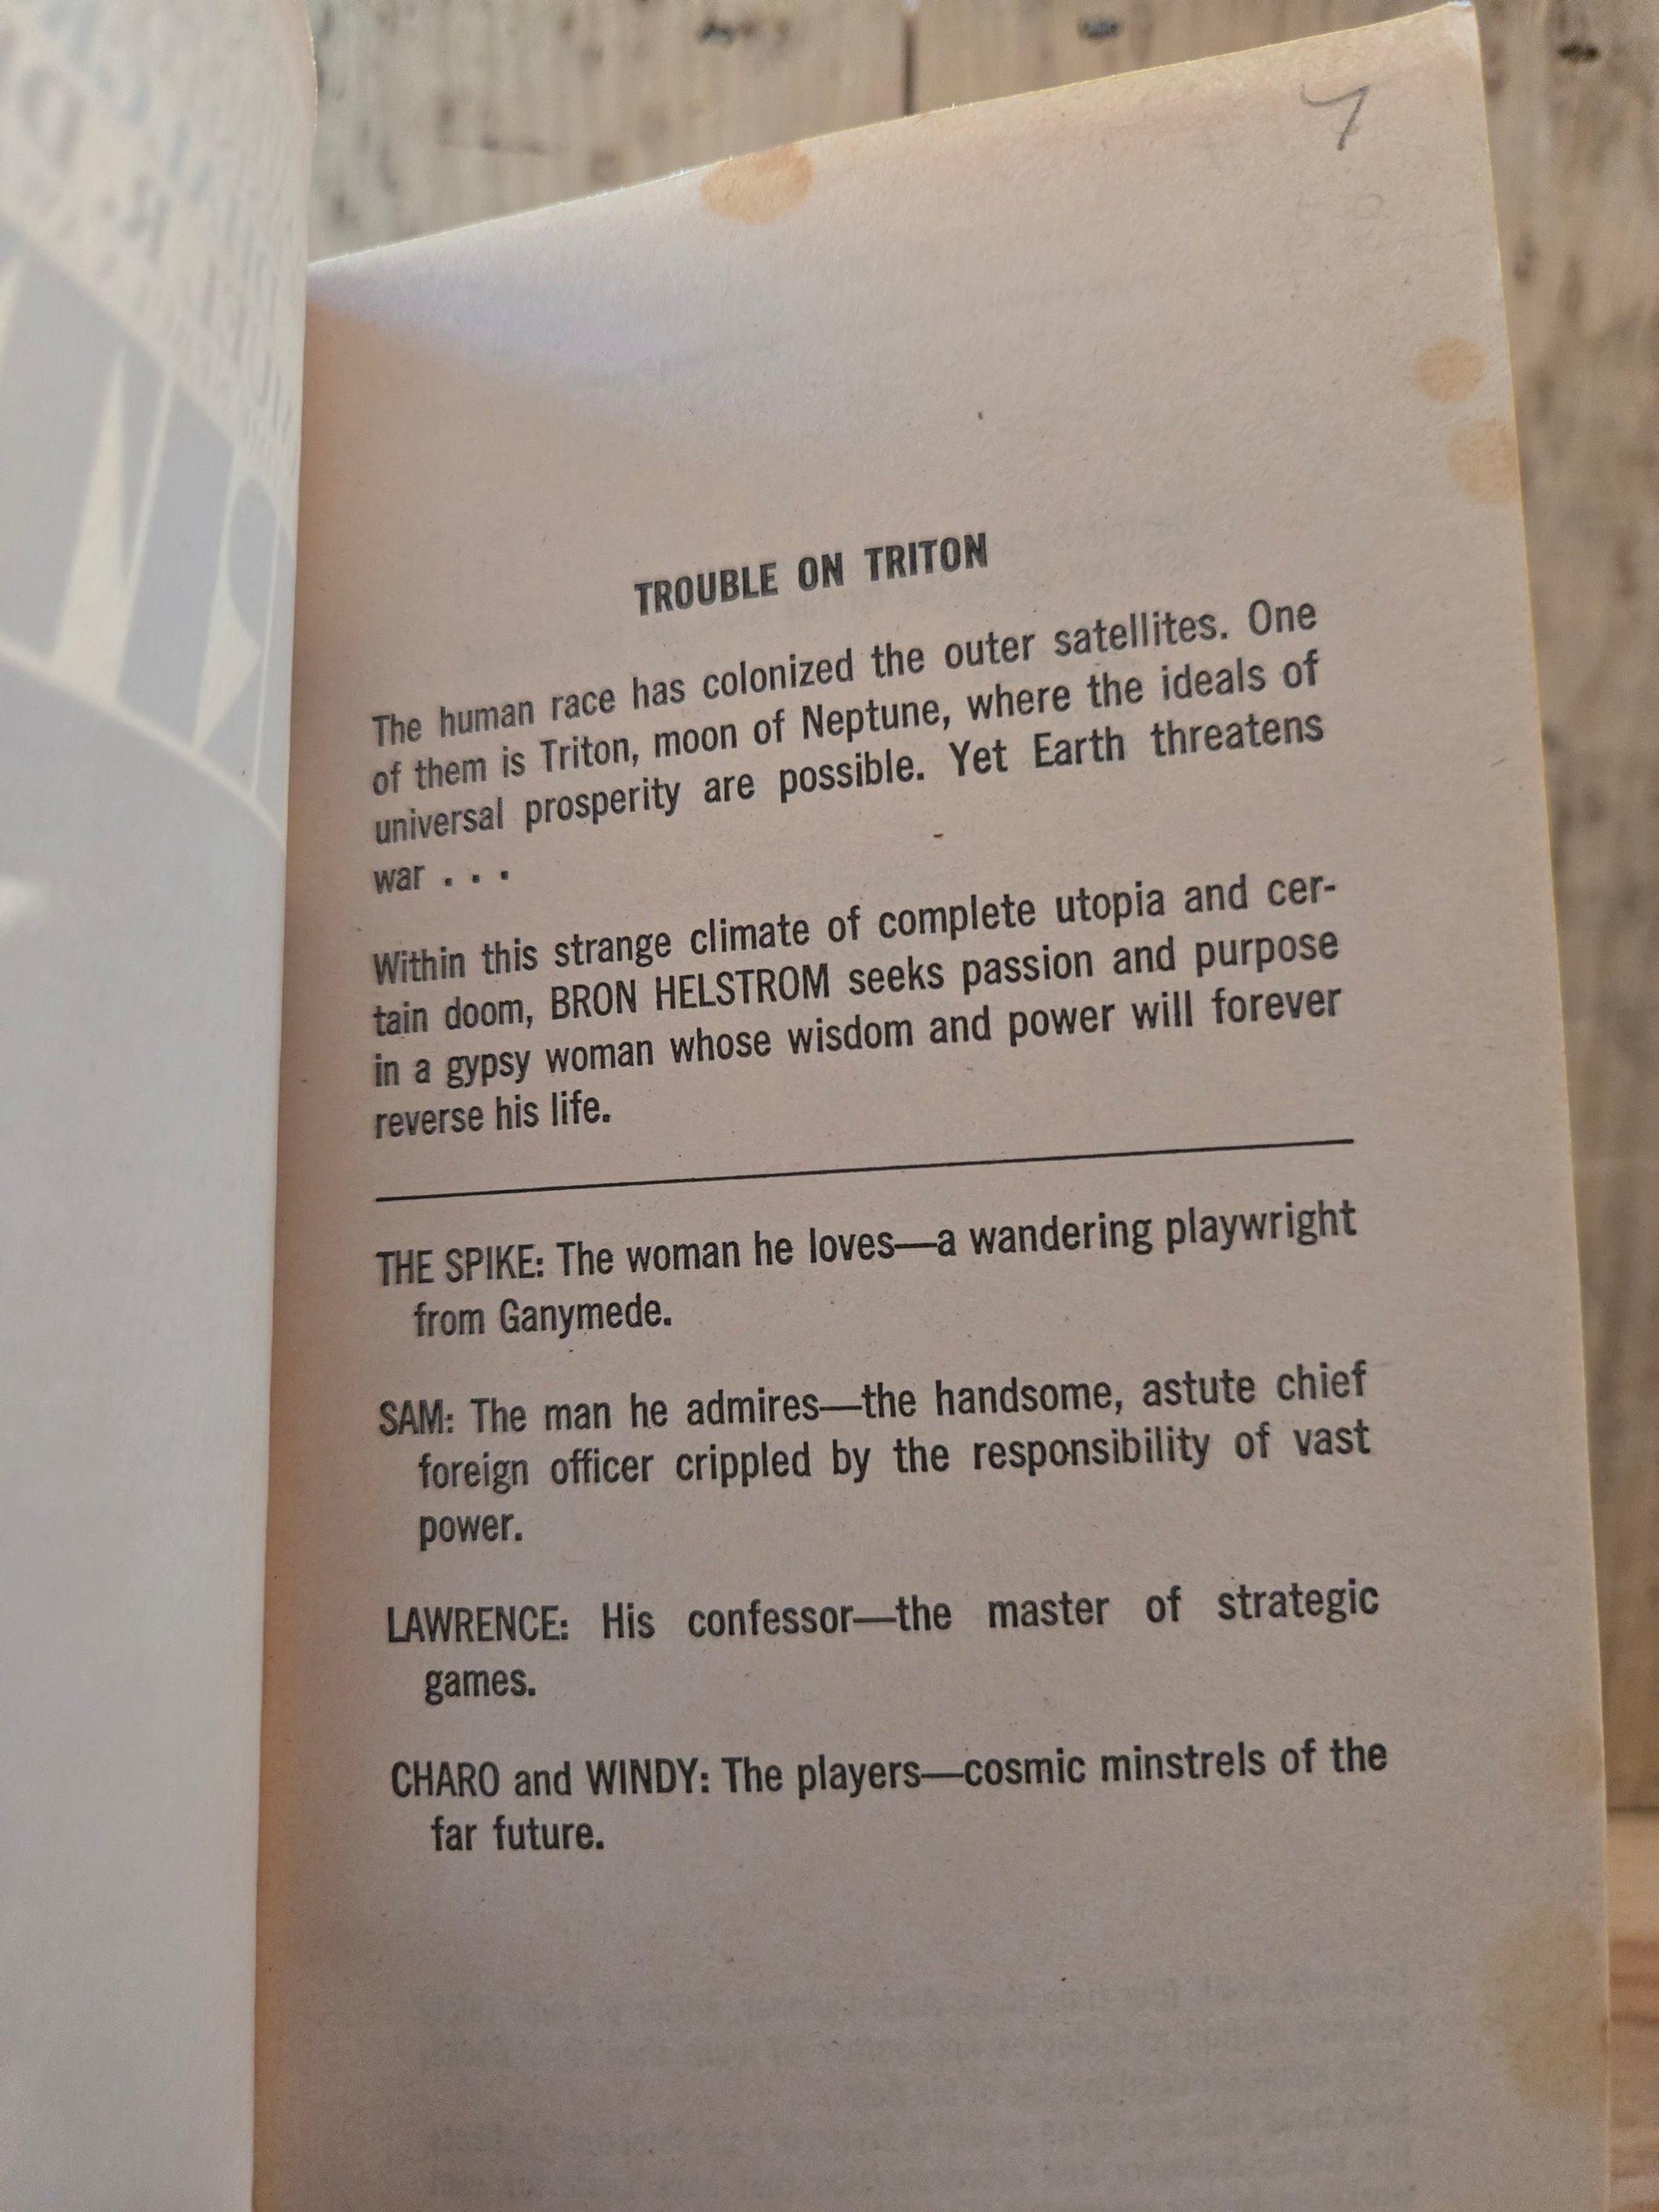 7
TROUBLE ON TRITON
The human race has colonized the outer satellites. One
of them is Triton, moon of Neptune, where the ideals of
universal prosperity are possible. Yet Earth threatens
war . . .
Within this strange climate of complete utopia and cer-
tain doom, BRON HELSTROM seeks passion and purpose
in a gypsy woman whose wisdom and power will forever
reverse his life.
THE SPIKE: The woman he loves—a wandering playwright
from Ganymede.
SAM: The man he admires—the handsome, astute chief
foreign officer crippled by the responsibility of vast
power.
LAWRENCE: His confessor—the master of strategic
games.
CHARO and WINDY: The players—cosmic minstrels of the
far future.